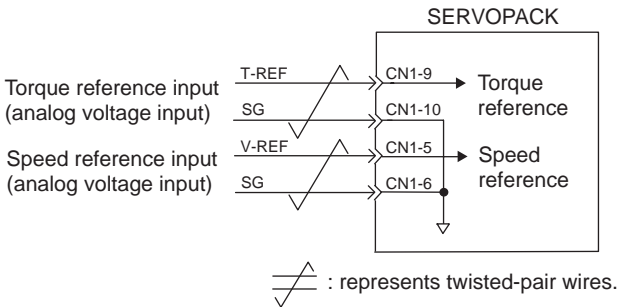 SERVOPACK
Torque reference input
(analog voltage input)
T-REF
CN1-9
Torque
reference
SG
CN1-10
Speed reference input
(analog voltage input)
V-REF
CN1-5
Speed
reference
SG
CN1-6
: represents twisted-pair wires.